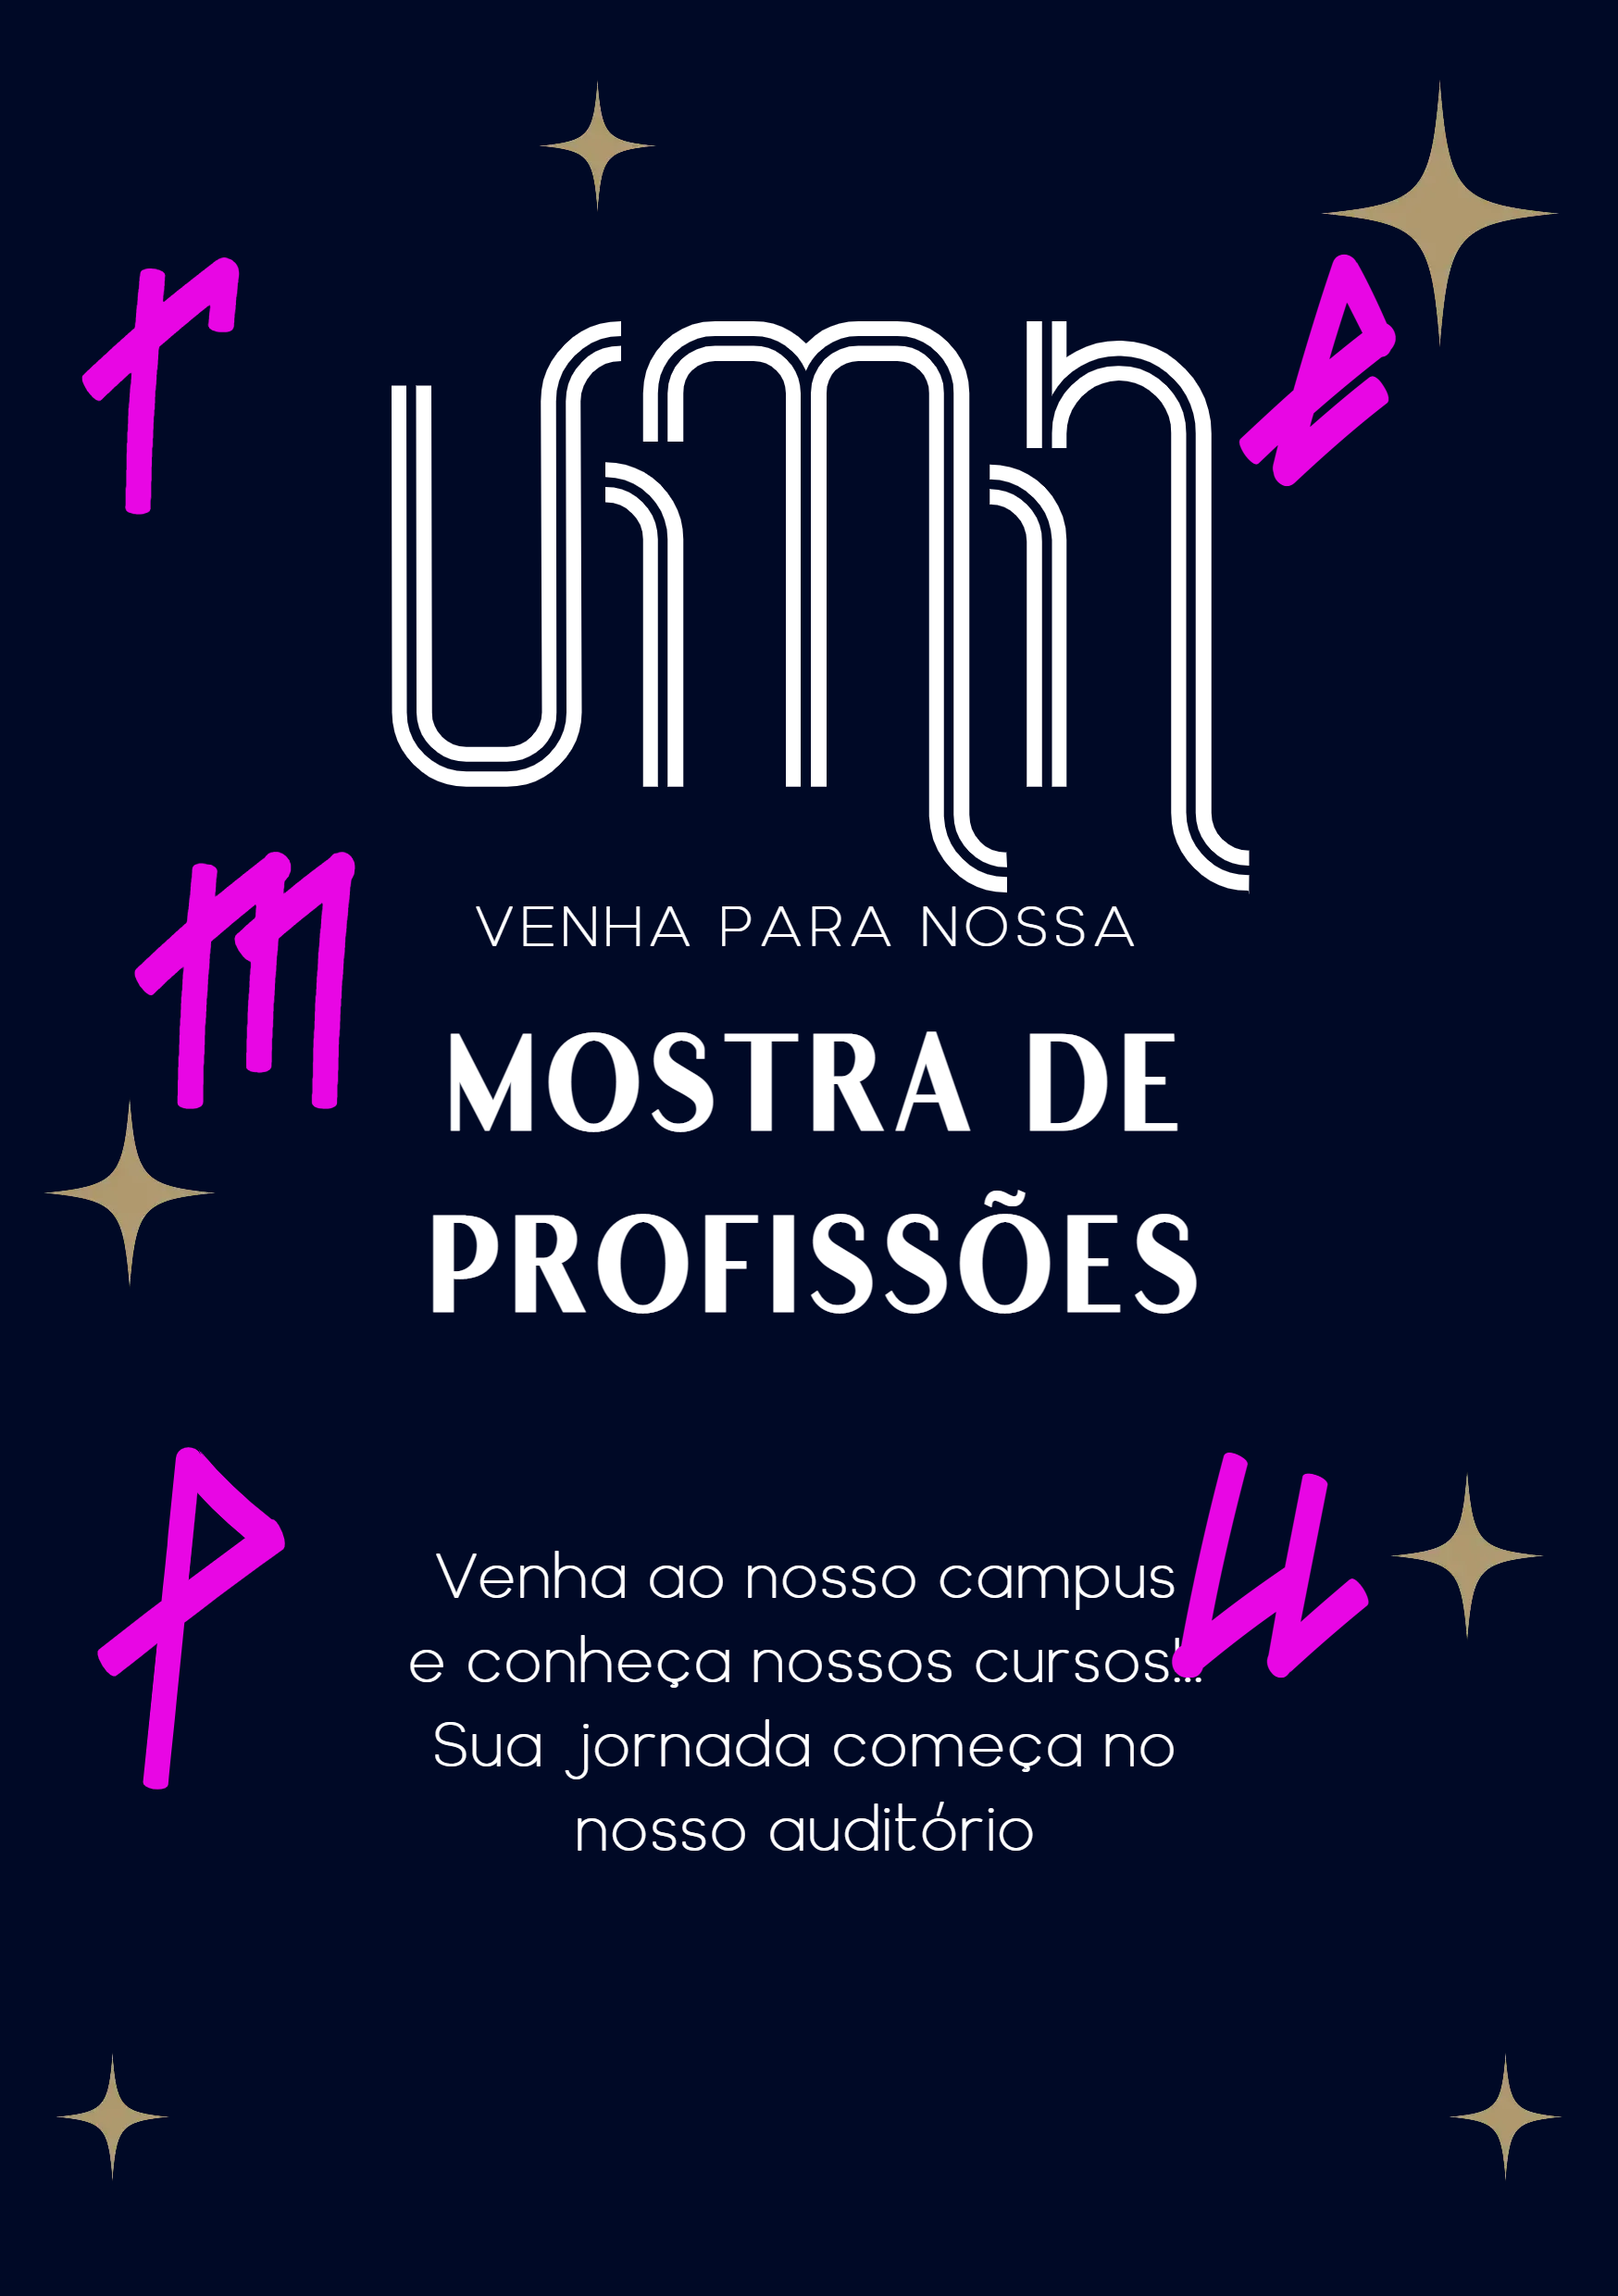 umn
VENHA PARA NOSSA
MOSTRA DE
PROFISSÕES
Venha ao nosso campus
e conheça nossos cursos!..
Sua jornada começa no
nosso auditório